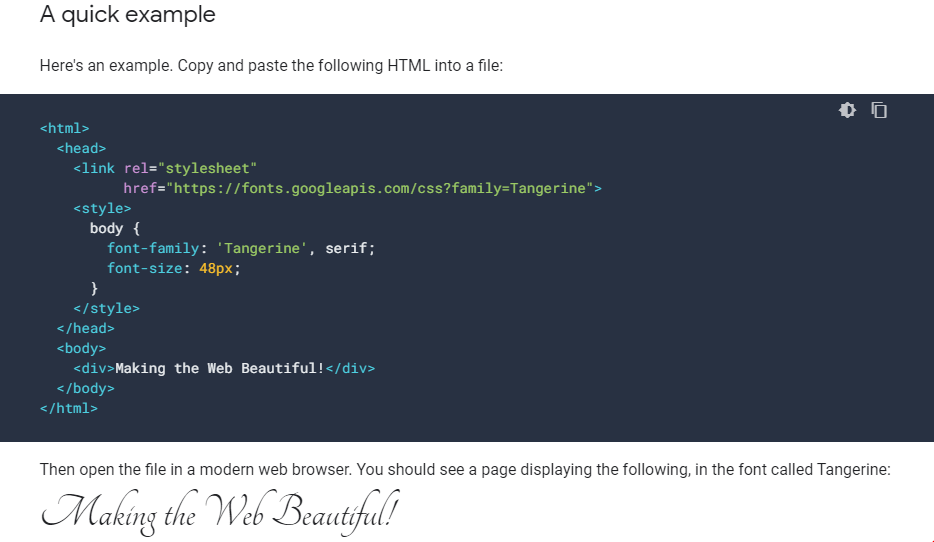 A quick example
Here's an example. Copy and paste the following HTML into a file:
<html>
  <head>
    <link rel="stylesheet"
          href="https://fonts.googleapis.com/css?family=Tangerine">
    <style>
      body {
        font-family: 'Tangerine', serif;
        font-size: 48px;
      }
    </style>
  </head>
  <body>
    <div>Making the Web Beautiful!</div>
  </body>
</html>
Then open the file in a modern web browser. You should see a page displaying the following, in the font called Tangerine:
Making the Web Beautiful!